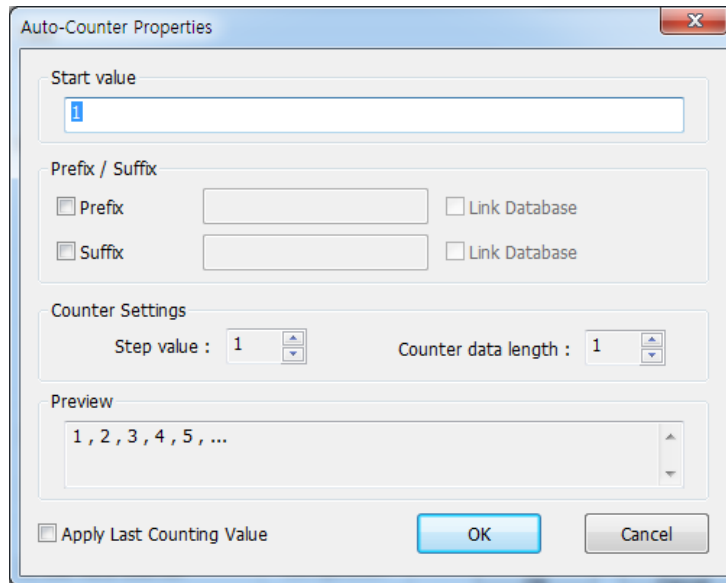 Auto-Counter Properties
Start value
1
Prefix / Suffix
Prefix
Link Database
Suffix
Link Database
Counter Settings
Step value : 1 Counter data length : 1
Preview
1 , 2 , 3 , 4 , 5 , ...
Apply Last Counting Value OK Cancel